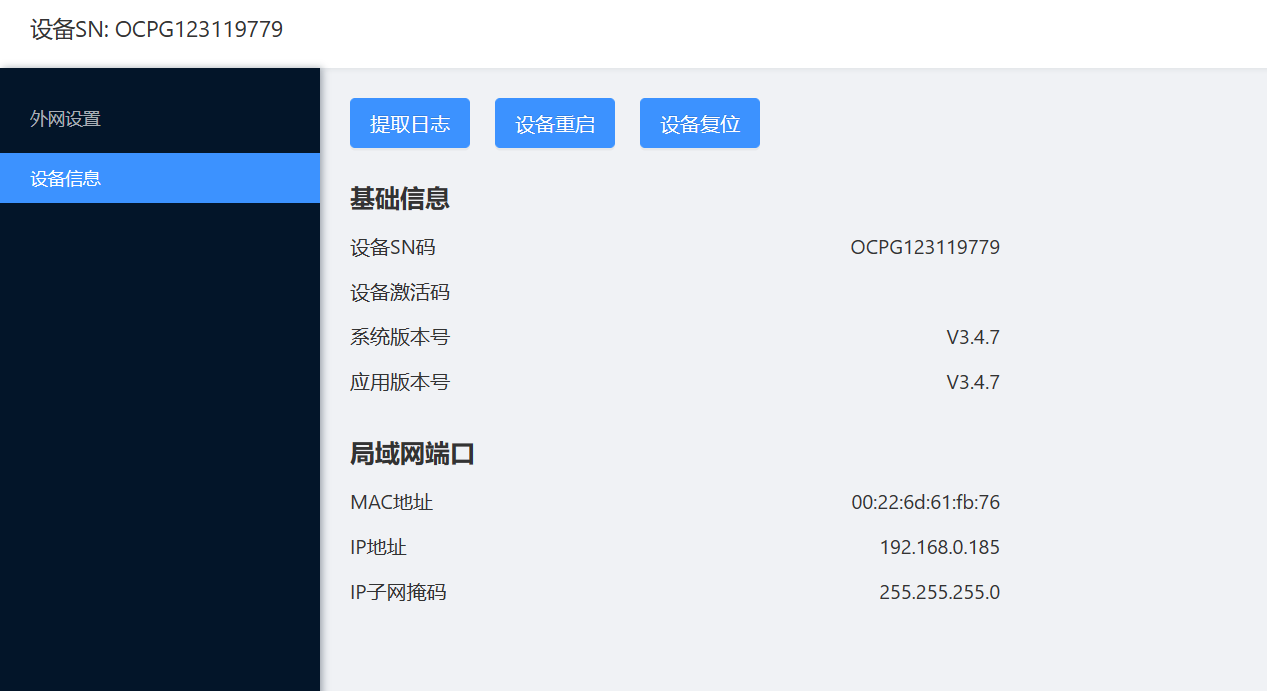 设备SN: OCPG123119779
外网设置
设备信息
提取日志 设备重启 设备复位
基础信息
设备SN码 OCPG123119779
设备激活码
系统版本号 V3.4.7
应用版本号 V3.4.7
局域网端口
MAC地址 00:22:6d:61:fb:76
IP地址 192.168.0.185
IP子网掩码 255.255.255.0